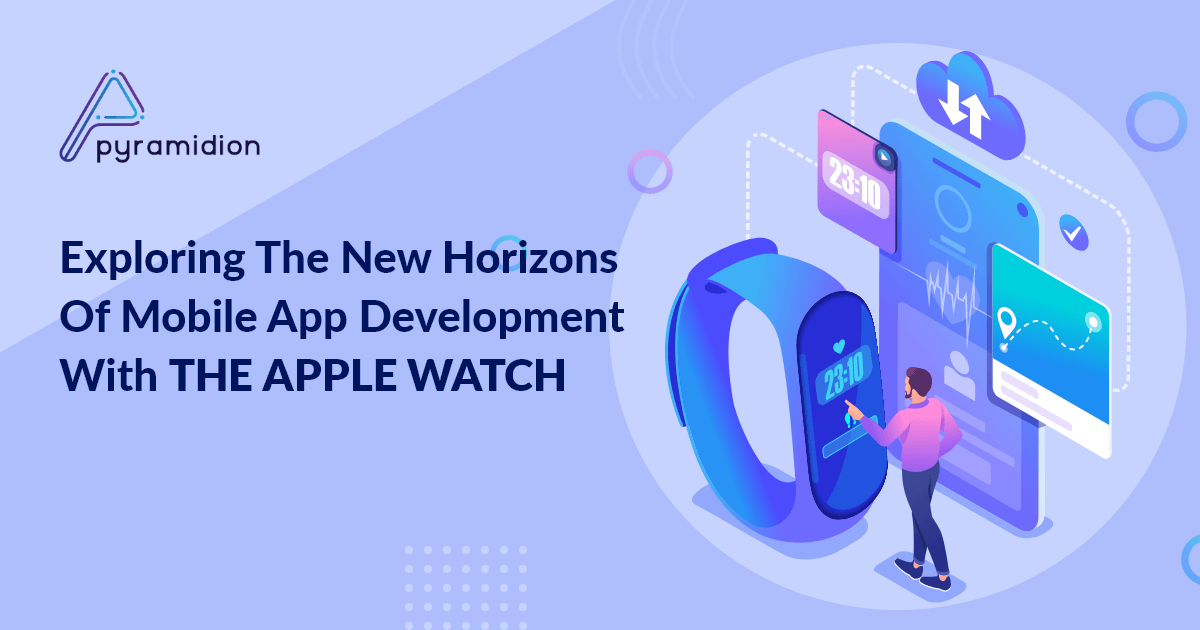 pyramidion
Exploring The New Horizons
Of Mobile App Development
With THE APPLE WATCH
23:10
23:10